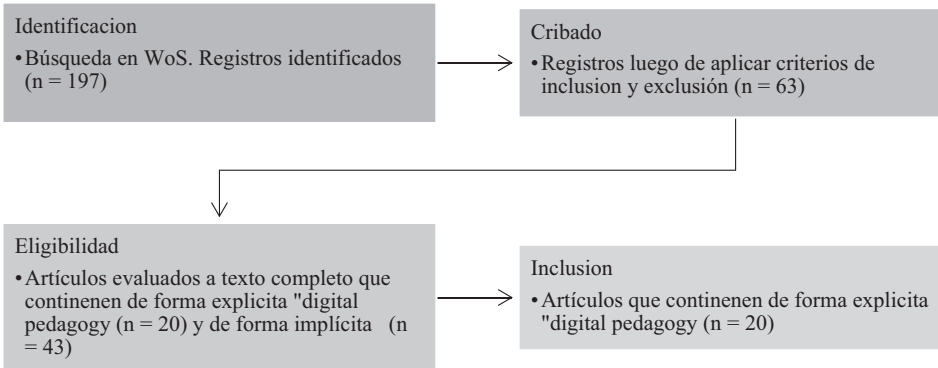 Identificacion
•Búsqueda en WoS. Registros identificados
(n = 197)
Cribado
•Registros luego de aplicar criterios de
inclusion y exclusión (n = 63)
Eligibilidad
•Artículos evaluados a texto completo que
continenen de forma explicita "digital
pedagogy (n = 20) y de forma implícita (n
= 43)
Inclusion
•Artículos que continenen de forma explicita
"digital pedagogy (n = 20)